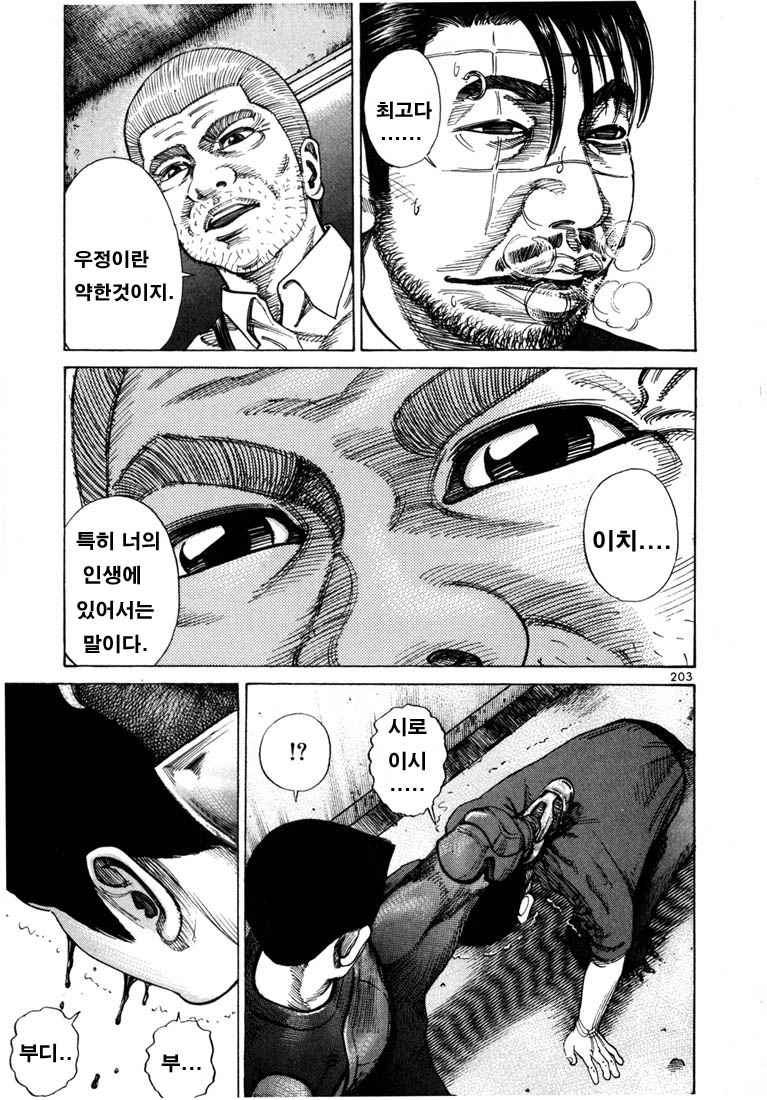 최고다
......
우정이란
약한것이지.
이치....
특히 너의
인생에
있어서는
말이다.
203
시로
이시
.....
!?
부...
부디..